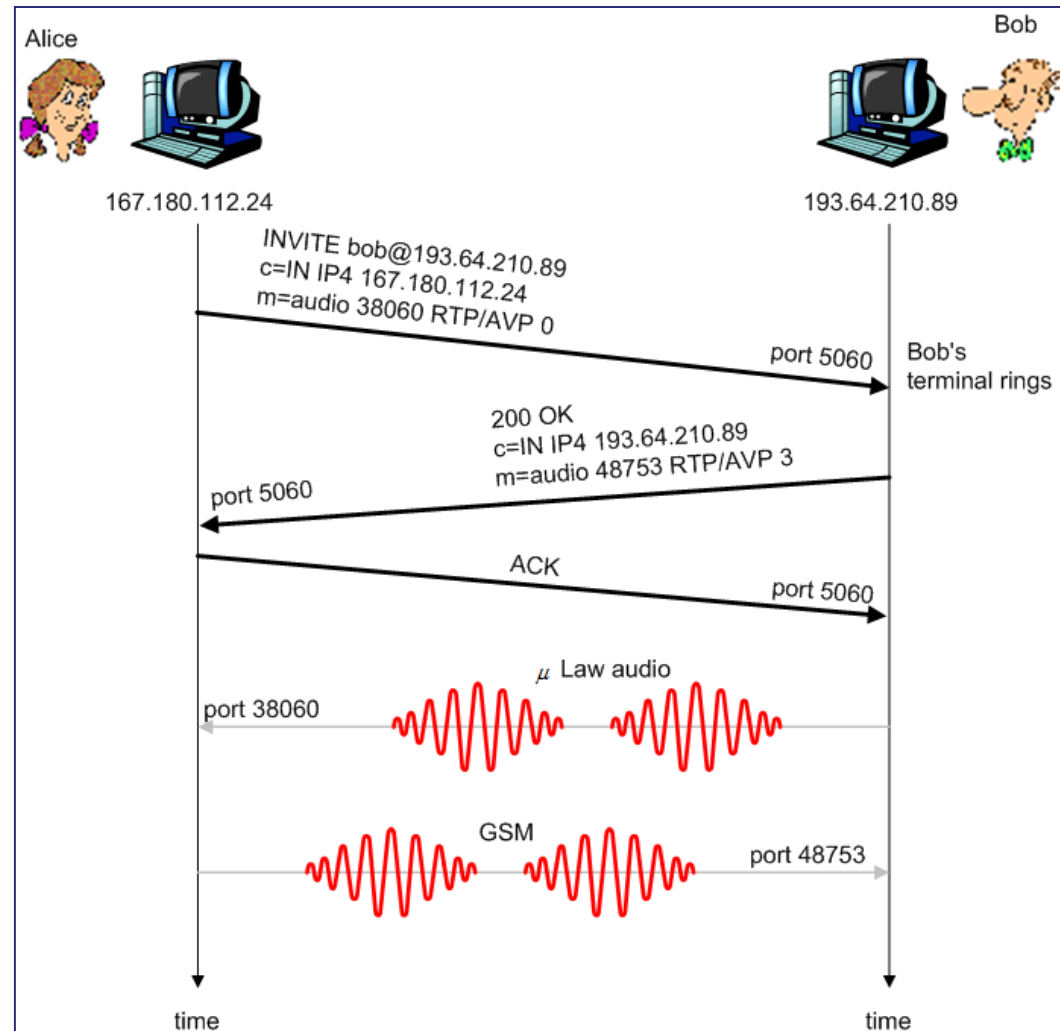 Alice
Bob
167.180.112.24
193.64.210.89
INVITE bob@193.64.210.89
c=IN IP4 167.180.112.24
m=audio 38060 RTP/AVP 0
port 5060
Bob's
terminal rings
200 OK
c=IN IP4 193.64.210.89
m=audio 48753 RTP/AVP 3
port 5060
ACK
port 5060
μ Law audio
port 38060
GSM
port 48753
time
time